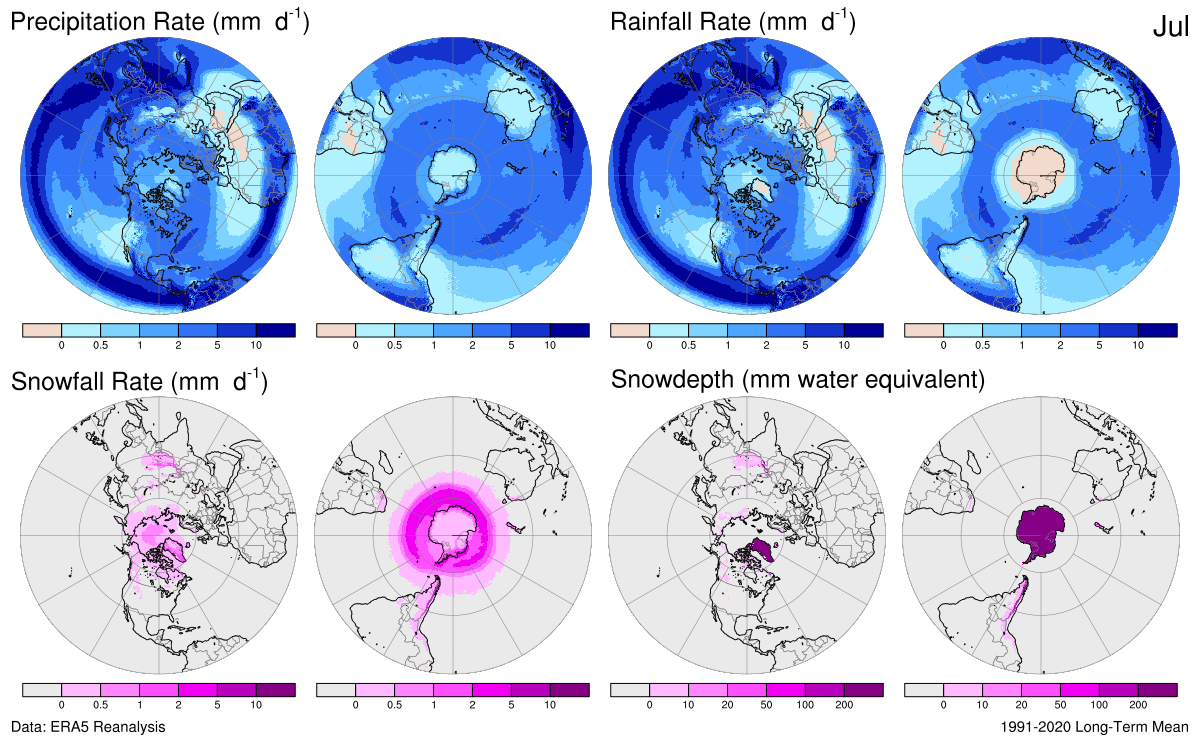 Precipitation Rate (mm d⁻¹)
Rainfall Rate (mm d⁻¹)
Jul
0 0.5 1 2 5 10
0 0.5 1 2 5 10
0 0.5 1 2 5 10
0 0.5 1 2 5 10
Snowfall Rate (mm d⁻¹)
Snowdepth (mm water equivalent)
0 0.5 1 2 5 10
0 0.5 1 2 5 10
0 10 20 50 100 200
0 10 20 50 100 200
Data: ERA5 Reanalysis
1991-2020 Long-Term Mean